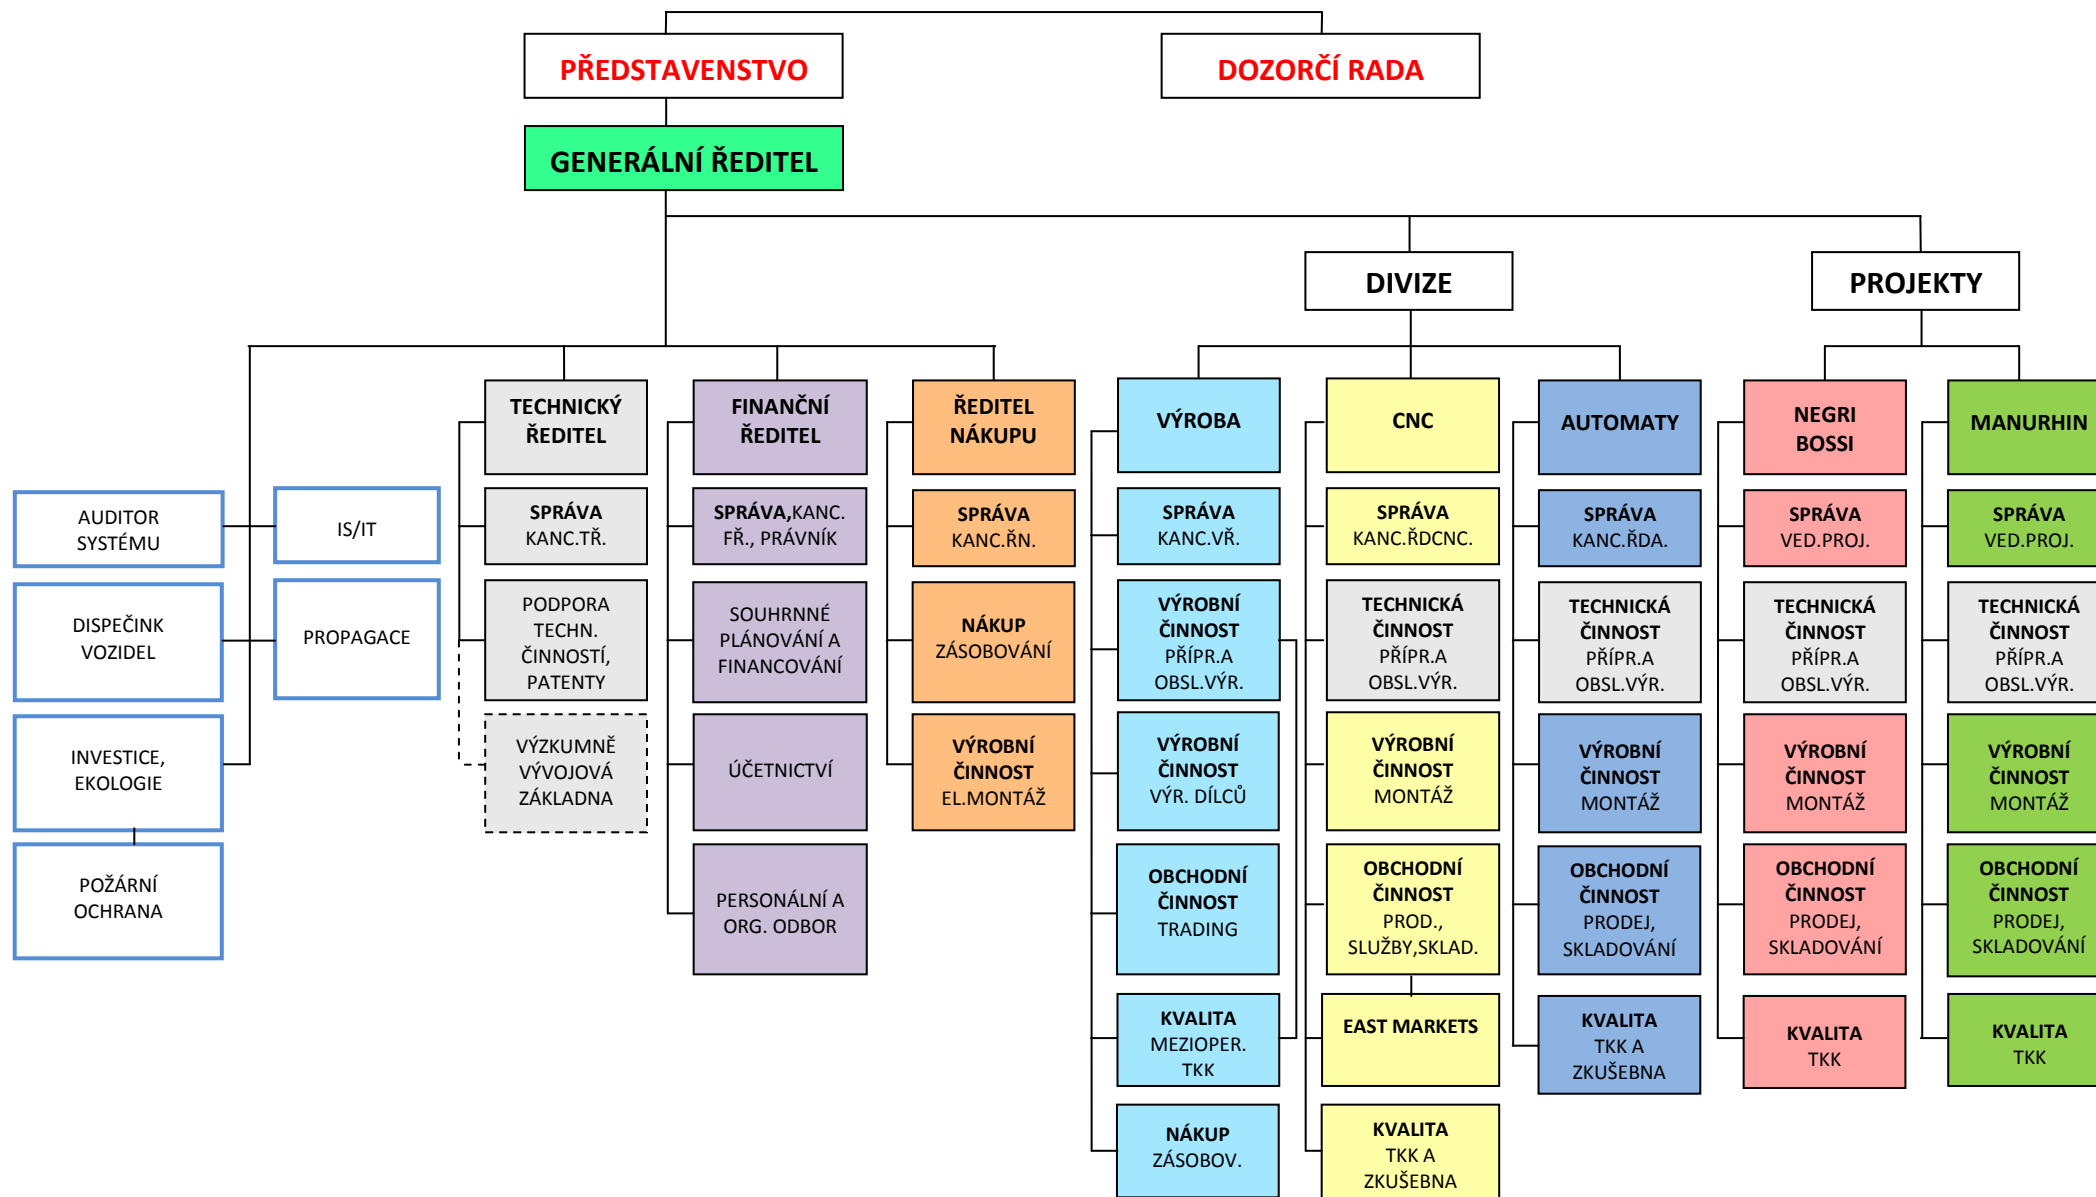 PŘEDSTAVENSTVO
DOZORČÍ RADA
GENERÁLNÍ ŘEDITEL
DIVIZE
PROJEKTY
TECHNICKÝ
ŘEDITEL
FINANČNÍ
ŘEDITEL
ŘEDITEL
NÁKUPU
VÝROBA
CNC
AUTOMATY
NEGRI
BOSSI
MANURHIN
AUDITOR
SYSTÉMU
IS/IT
SPRÁVA
KANC.TŘ.
SPRÁVA,KANC.
FŘ., PRÁVNÍK
SPRÁVA
KANC.ŘN.
SPRÁVA
KANC.VŘ.
SPRÁVA
KANC.ŘDCNC.
SPRÁVA
KANC.ŘDA.
SPRÁVA
VED.PROJ.
SPRÁVA
VED.PROJ.
DISPEČINK
VOZIDEL
PROPAGACE
PODPORA
TECHN.
ČINNOSTÍ,
PATENTY
SOUHRNNÉ
PLÁNOVÁNÍ A
FINANCOVÁNÍ
NÁKUP
ZÁSOBOVÁNÍ
VÝROBNÍ
ČINNOST
PŘÍPR.A
OBSL.VÝR.
TECHNICKÁ
ČINNOST
PŘÍPR.A
OBSL.VÝR.
TECHNICKÁ
ČINNOST
PŘÍPR.A
OBSL.VÝR.
TECHNICKÁ
ČINNOST
PŘÍPR.A
OBSL.VÝR.
TECHNICKÁ
ČINNOST
PŘÍPR.A
OBSL.VÝR.
INVESTICE,
EKOLOGIE
VÝZKUMNĚ
VÝVOJOVÁ
ZÁKLADNA
ÚČETNICTVÍ
VÝROBNÍ
ČINNOST
EL.MONTÁŽ
VÝROBNÍ
ČINNOST
VÝR. DÍLCŮ
VÝROBNÍ
ČINNOST
MONTÁŽ
VÝROBNÍ
ČINNOST
MONTÁŽ
VÝROBNÍ
ČINNOST
MONTÁŽ
VÝROBNÍ
ČINNOST
MONTÁŽ
POŽÁRNÍ
OCHRANA
PERSONÁLNÍ A
ORG. ODBOR
OBCHODNÍ
ČINNOST
TRADING
OBCHODNÍ
ČINNOST
PROD.,
SLUŽBY,SKLAD.
OBCHODNÍ
ČINNOST
PRODEJ,
SKLADOVÁNÍ
OBCHODNÍ
ČINNOST
PRODEJ,
SKLADOVÁNÍ
OBCHODNÍ
ČINNOST
PRODEJ,
SKLADOVÁNÍ
KVALITA
MEZIOPER.
TKK
EAST MARKETS
KVALITA
TKK A
ZKUŠEBNA
KVALITA
TKK
KVALITA
TKK
NÁKUP
ZÁSOBOV.
KVALITA
TKK A
ZKUŠEBNA